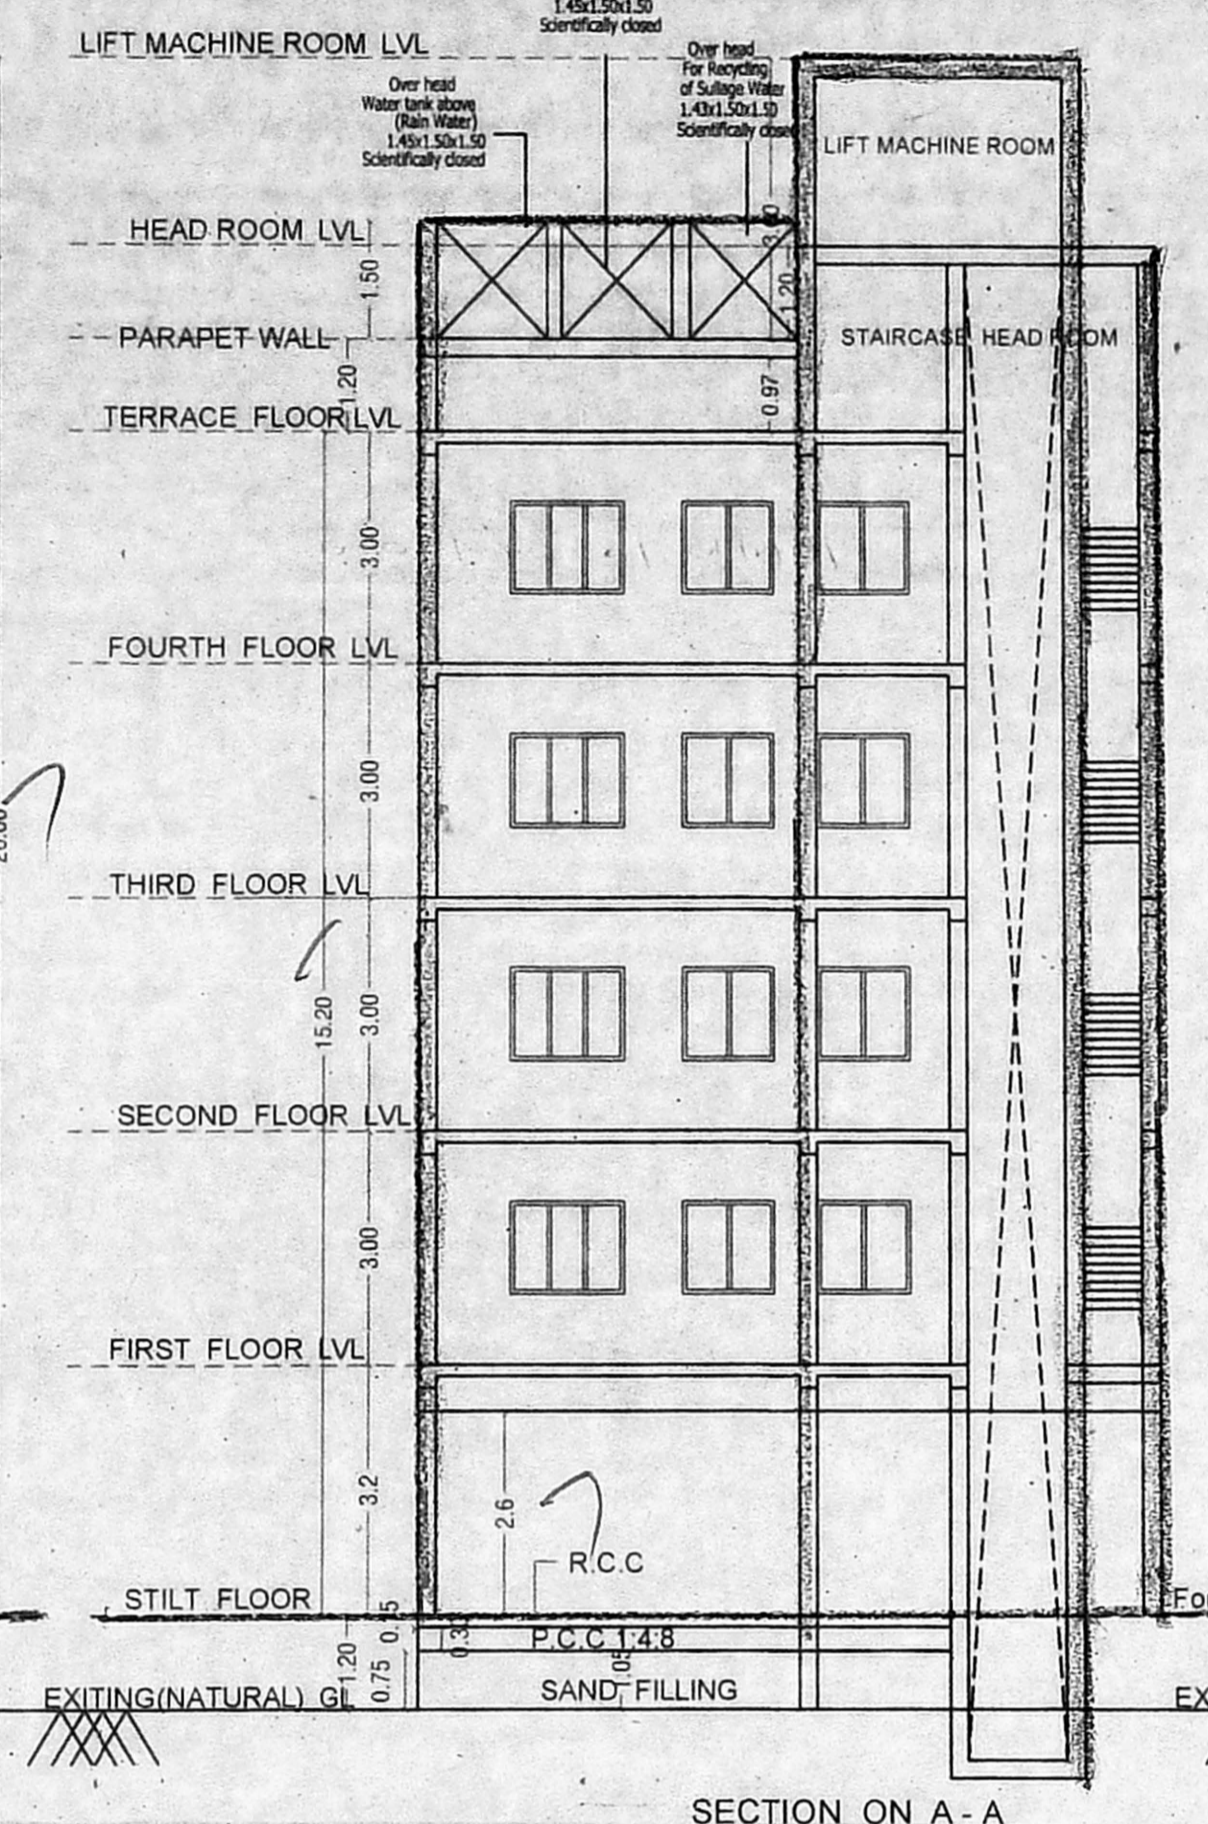 1.45x1.50x1.50
Scientifically closed
LIFT MACHINE ROOM LVL
Over head
For Recycling
of Sullage Water
1.43x1.50x1.50
Scientifically close
Over head
Water tank above
(Rain Water)
1.45x1.50x1.50
Scientifically closed
LIFT MACHINE ROOM
HEAD ROOM LVL
1.50
1.20
PARAPET WALL
STAIRCASE HEAD ROOM
1.20
0.97
TERRACE FLOOR LVL
3.00
FOURTH FLOOR LVL
3.00
THIRD FLOOR LVL
15.20
3.00
SECOND FLOOR LVL
3.00
FIRST FLOOR LVL
3.2
2.6
R.C.C
STILT FLOOR
P.C.C 1:4:8
1.20
0.75
SAND FILLING
EXITING(NATURAL) GL
EX
SECTION ON A - A